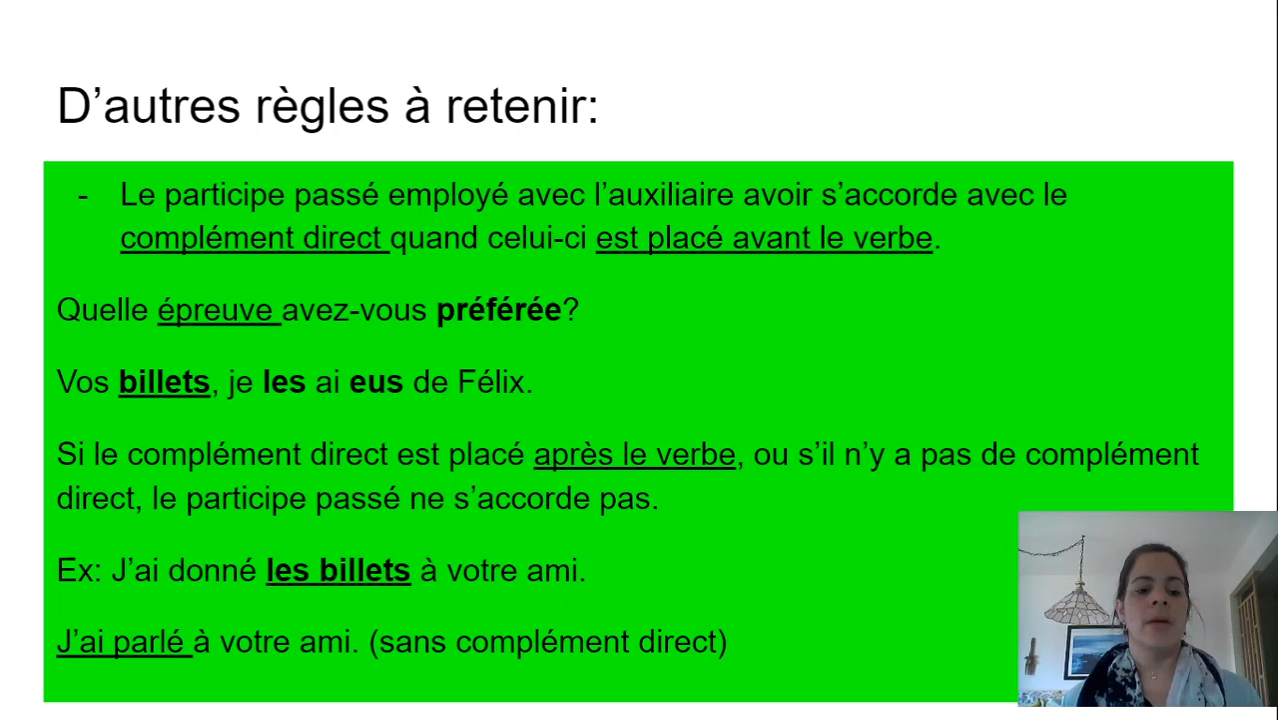 D’autres règles à retenir:
- Le participe passé employé avec l’auxiliaire avoir s’accorde avec le
complément direct quand celui-ci est placé avant le verbe.
Quelle épreuve avez-vous préférée?
Vos billets, je les ai eus de Félix.
Si le complément direct est placé après le verbe, ou s’il n’y a pas de complément
direct, le participe passé ne s’accorde pas.
Ex: J’ai donné les billets à votre ami.
J’ai parlé à votre ami. (sans complément direct)